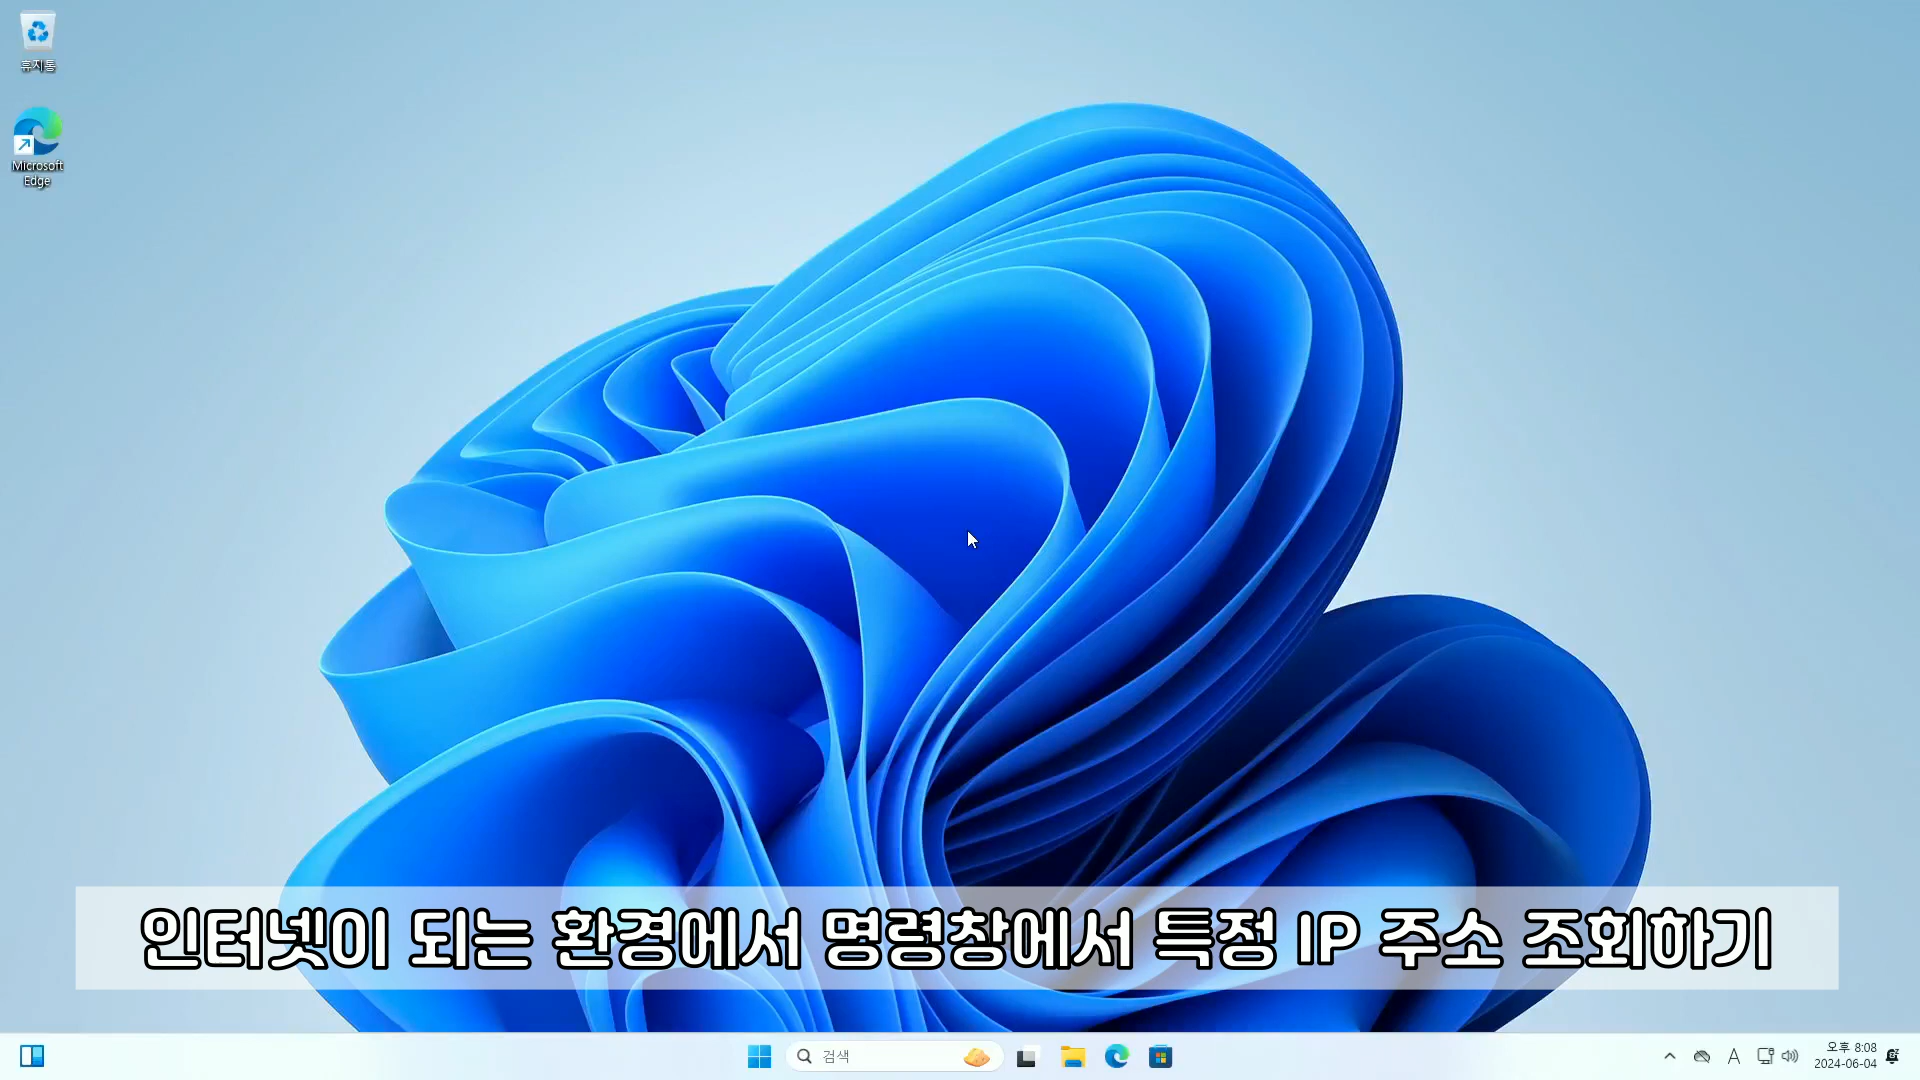 휴지통
Microsoft
Edge
인터넷이 되는 환경에서 명령창에서 특정 IP 주소 조회하기
검색
A
오후 8:08
2024-06-04